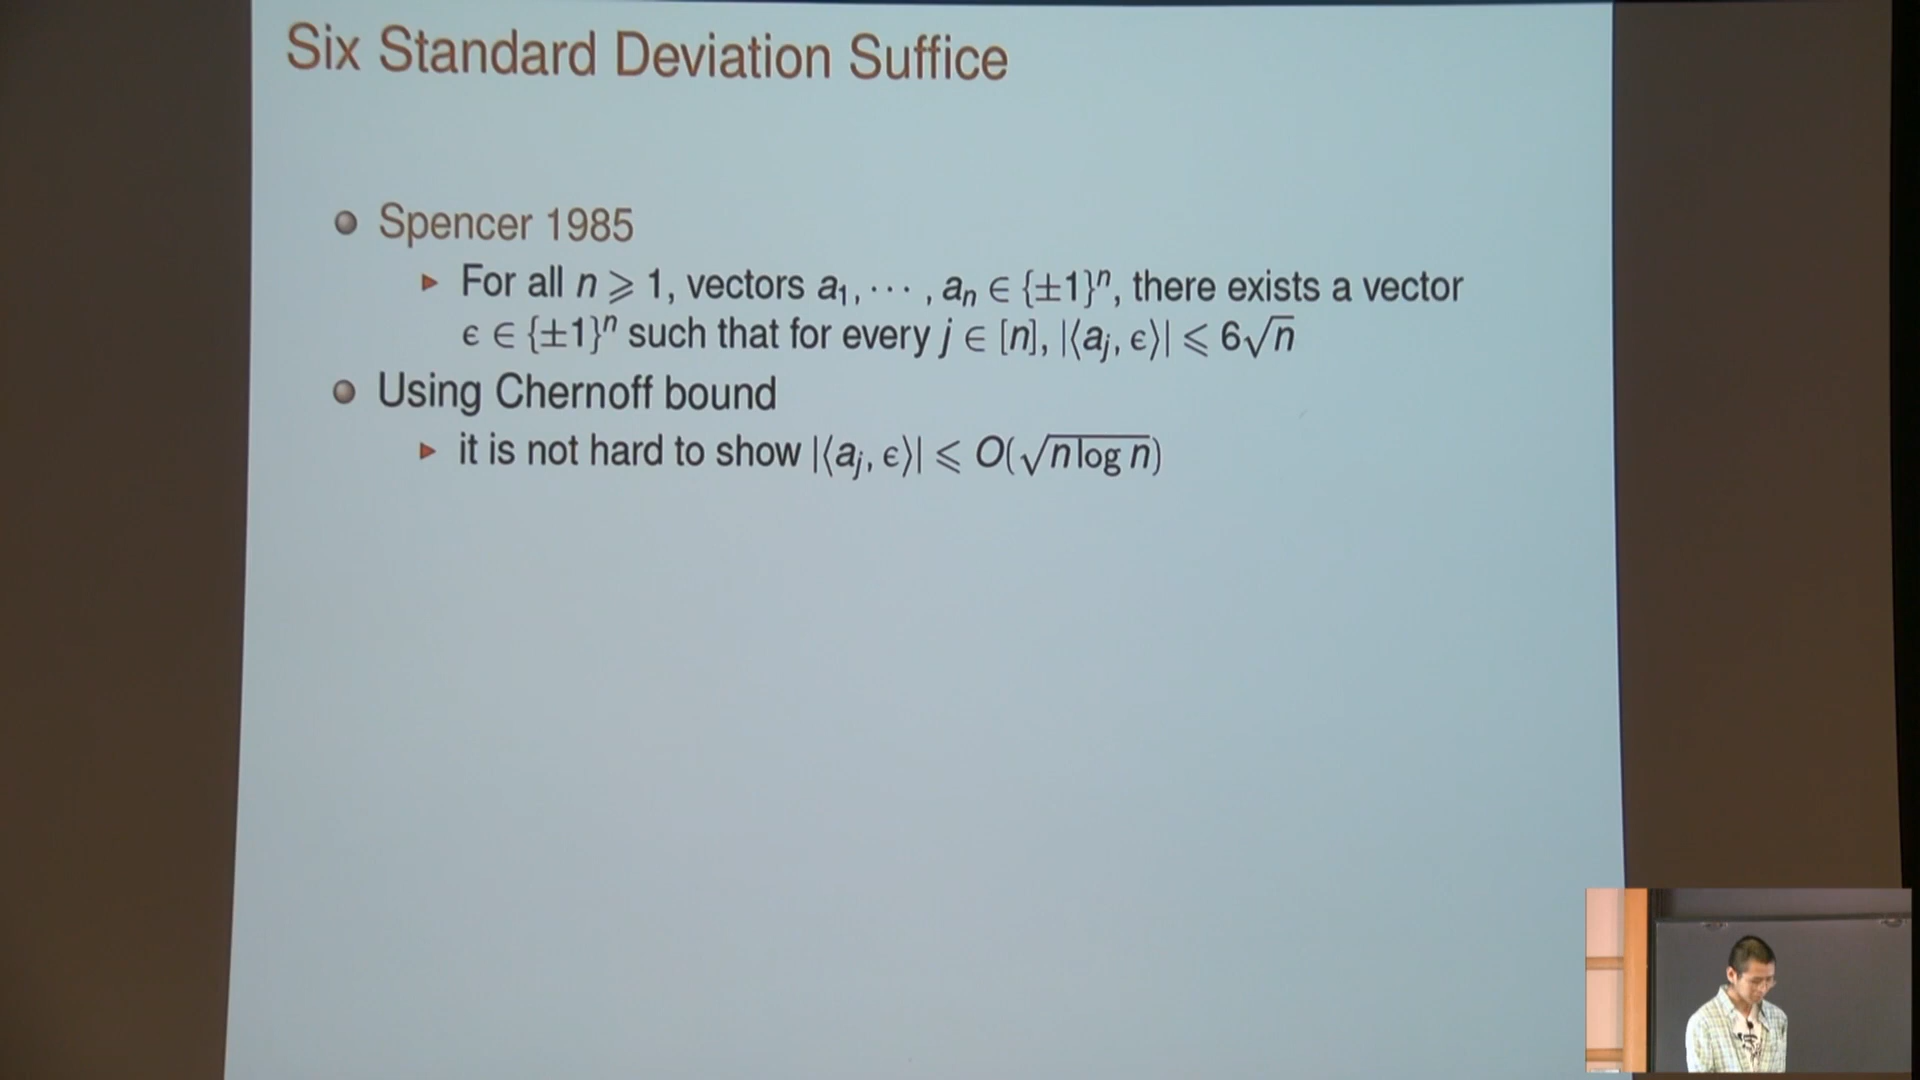 Six Standard Deviation Suffice
Spencer 1985
For all n ⩾ 1, vectors a₁, ··· , aₙ ∈ {±1}ⁿ, there exists a vector
ϵ ∈ {±1}ⁿ such that for every j ∈ [n], |⟨aⱼ, ϵ⟩| ⩽ 6√n
Using Chernoff bound
it is not hard to show |⟨aⱼ, ϵ⟩| ⩽ O(√(n log n))